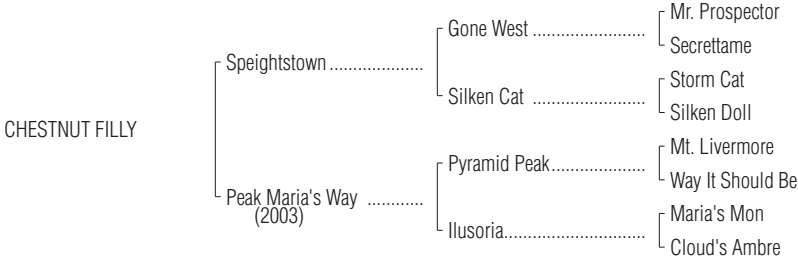 Mr. Prospector
Gone West ........................
Secrettame
Speightstown ....................
Storm Cat
Silken Cat ........................
Silken Doll
CHESTNUT FILLY
Mt. Livermore
Pyramid Peak....................
Way It Should Be
Peak Maria's Way ............
(2003)
Maria's Mon
Ilusoria..............................
Cloud's Ambre